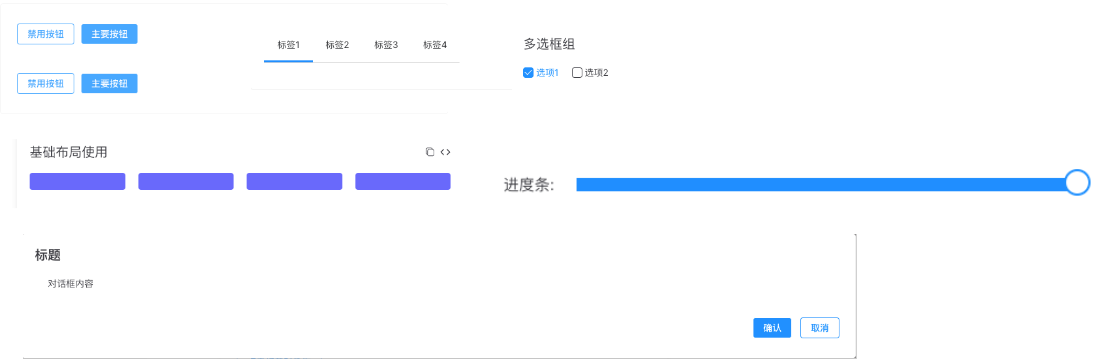 禁用按钮 主要按钮
禁用按钮 主要按钮
标签1 标签2 标签3 标签4
多选框组
选项1 选项2
基础布局使用
进度条:
标题
对话框内容
确认 取消